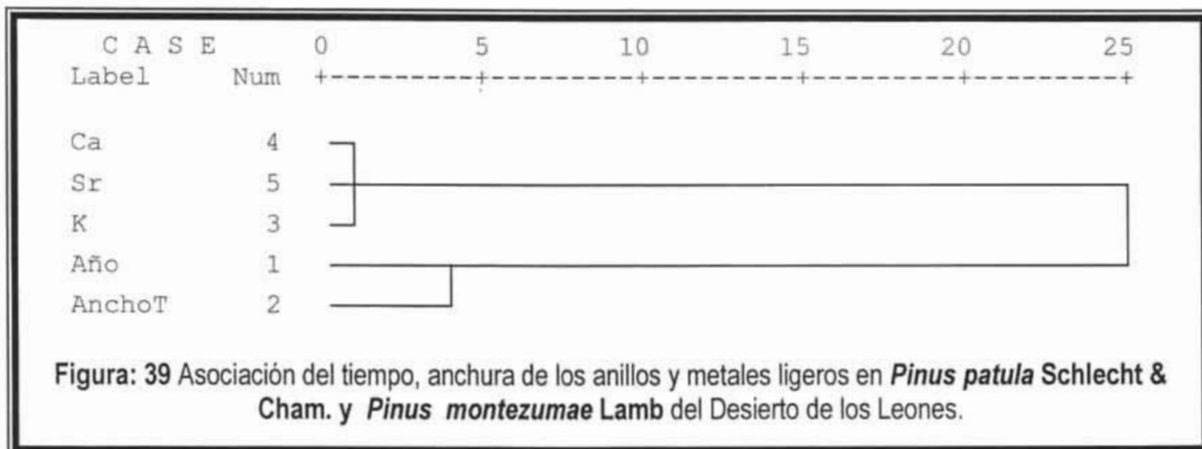 C A S E 0 5 10 15 20 25
Label Num +---------+---------+---------+---------+---------+
Ca 4
Sr 5
K 3
Año 1
AnchoT 2
Figura: 39 Asociación del tiempo, anchura de los anillos y metales ligeros en Pinus patula Schlecht &
Cham. y Pinus montezumae Lamb del Desierto de los Leones.